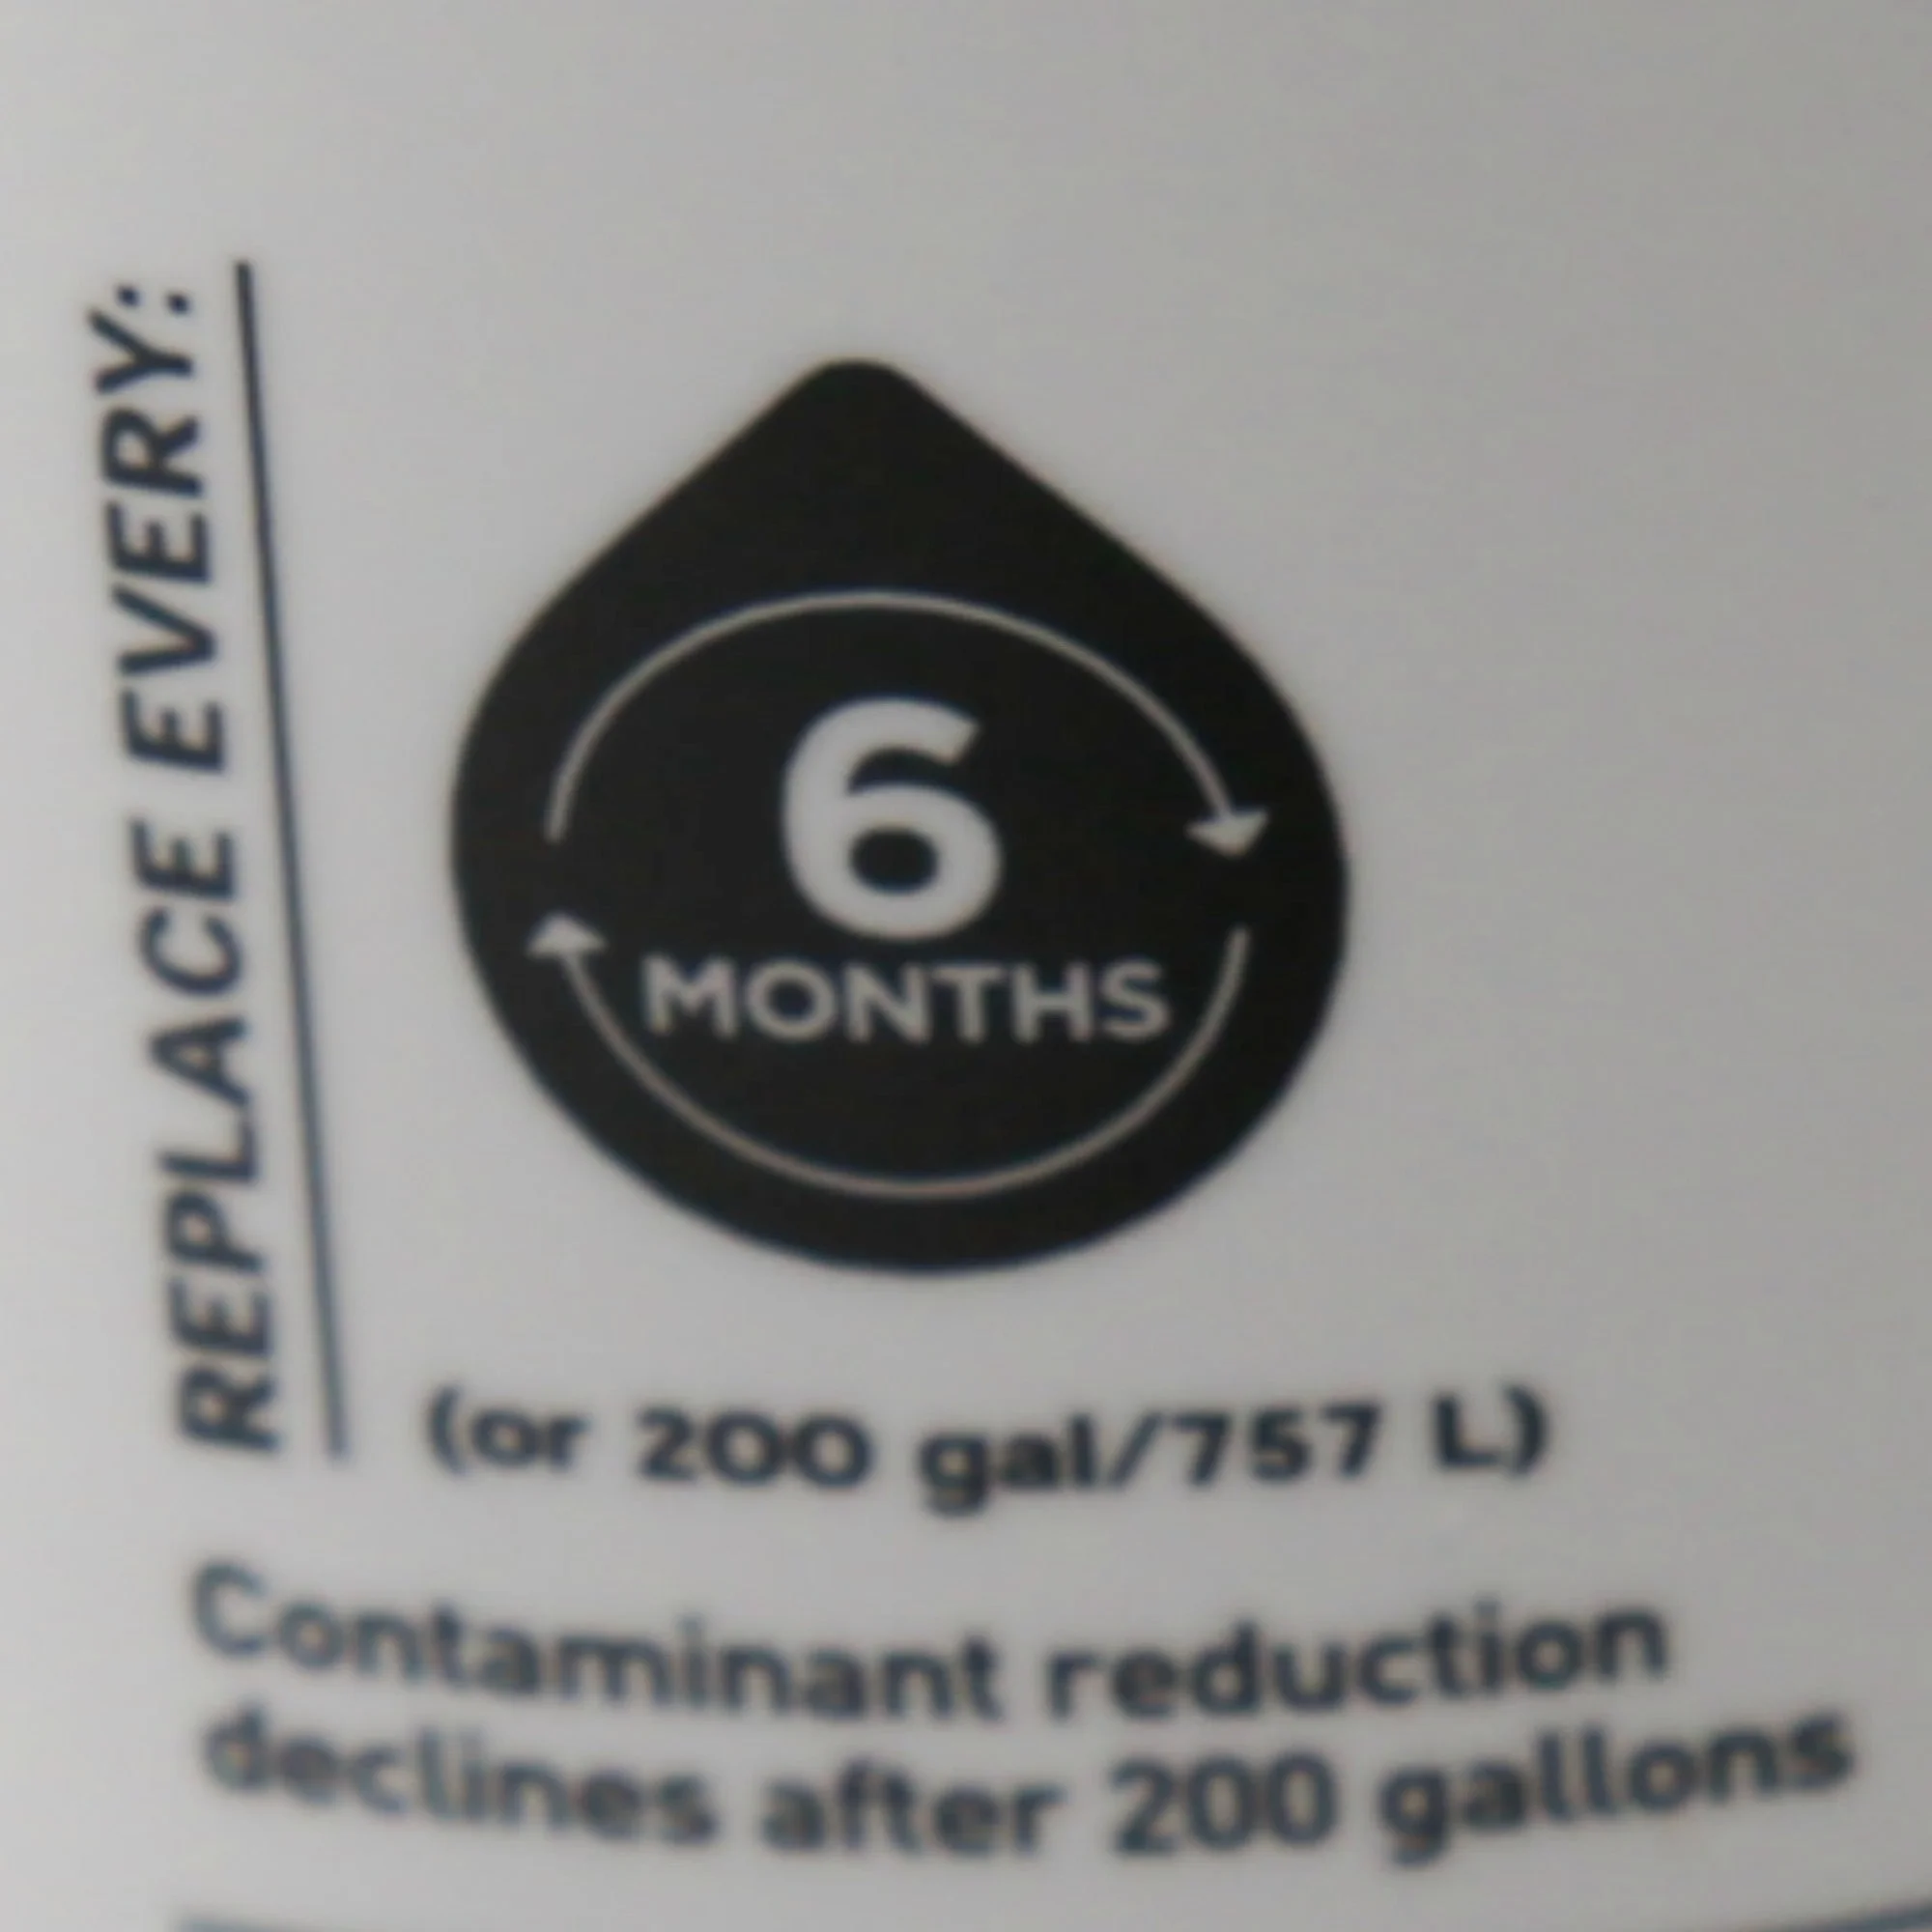 REPLACE EVERY:
6
MONTHS
(or 200 gal/757 L)
Contaminant reduction
declines after 200 gallons